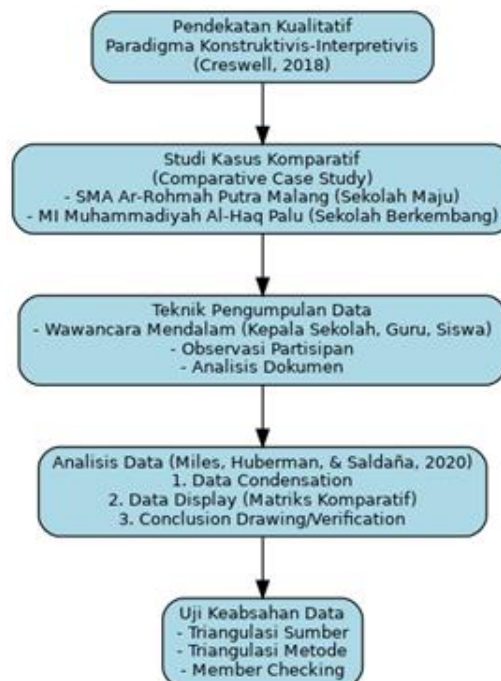 Pendekatan Kualitatif
Paradigma Konstruktivis-Interpretivis
(Creswell, 2018)
Studi Kasus Komparatif
(Comparative Case Study)
- SMA Ar-Rohmah Putra Malang (Sekolah Maju)
- MI Muhammadiyah Al-Haq Palu (Sekolah Berkembang)
Teknik Pengumpulan Data
- Wawancara Mendalam (Kepala Sekolah, Guru, Siswa)
- Observasi Partisipan
- Analisis Dokumen
Analisis Data (Miles, Huberman, & Saldaña, 2020)
1. Data Condensation
2. Data Display (Matriks Komparatif)
3. Conclusion Drawing/Verification
Uji Keabsahan Data
- Triangulasi Sumber
- Triangulasi Metode
- Member Checking